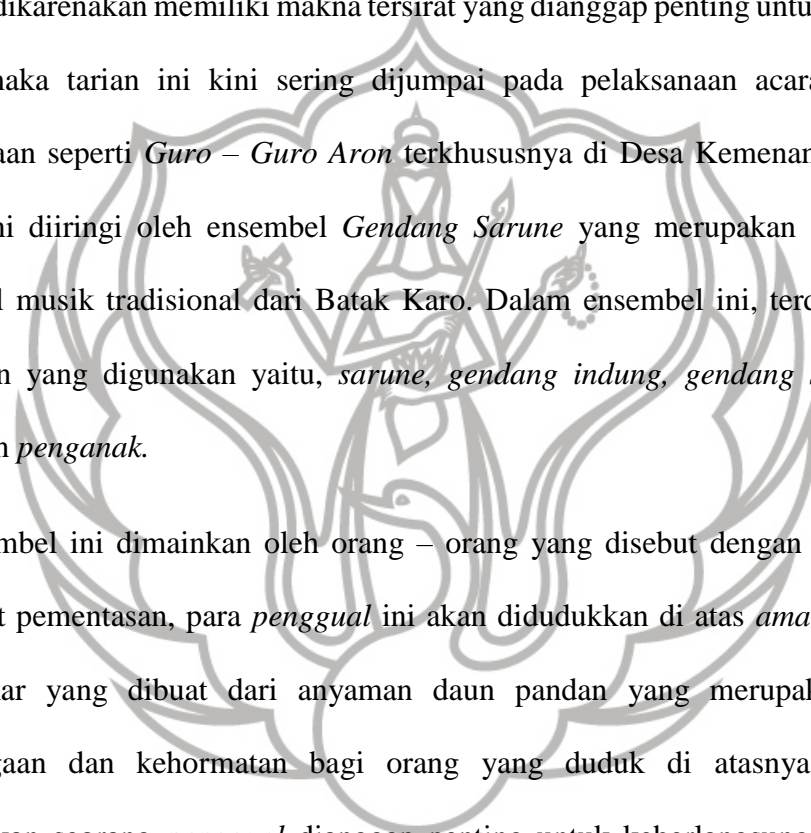 dikarenakan memiliki makna tersirat yang dianggap penting untu
aka tarian ini kini sering dijumpai pada pelaksanaan acara
aan seperti Guro – Guro Aron terkhususnya di Desa Kemenan
ni diiringi oleh ensembel Gendang Sarune yang merupakan
l musik tradisional dari Batak Karo. Dalam ensembel ini, terd
n yang digunakan yaitu, sarune, gendang indung, gendang s
n penganak.
mbel ini dimainkan oleh orang – orang yang disebut dengan
t pementasan, para penggual ini akan didudukkan di atas ama
ar yang dibuat dari anyaman daun pandan yang merupak
gaan dan kehormatan bagi orang yang duduk di atasnya
seorang